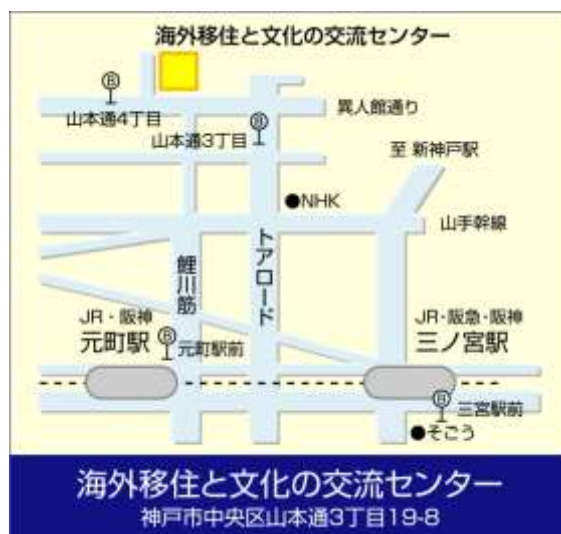 海外移住と文化の交流センター
Ⓑ
山本通4丁目
Ⓑ
山本通3丁目
異人館通り
至 新神戸駅
●NHK
山手幹線
鯉川筋
トアロード
JR・阪神
元町駅
Ⓑ
元町駅前
JR・阪急・阪神
三ノ宮駅
Ⓑ
三宮駅前
●そごう
海外移住と文化の交流センター
神戸市中央区山本通3丁目19-8